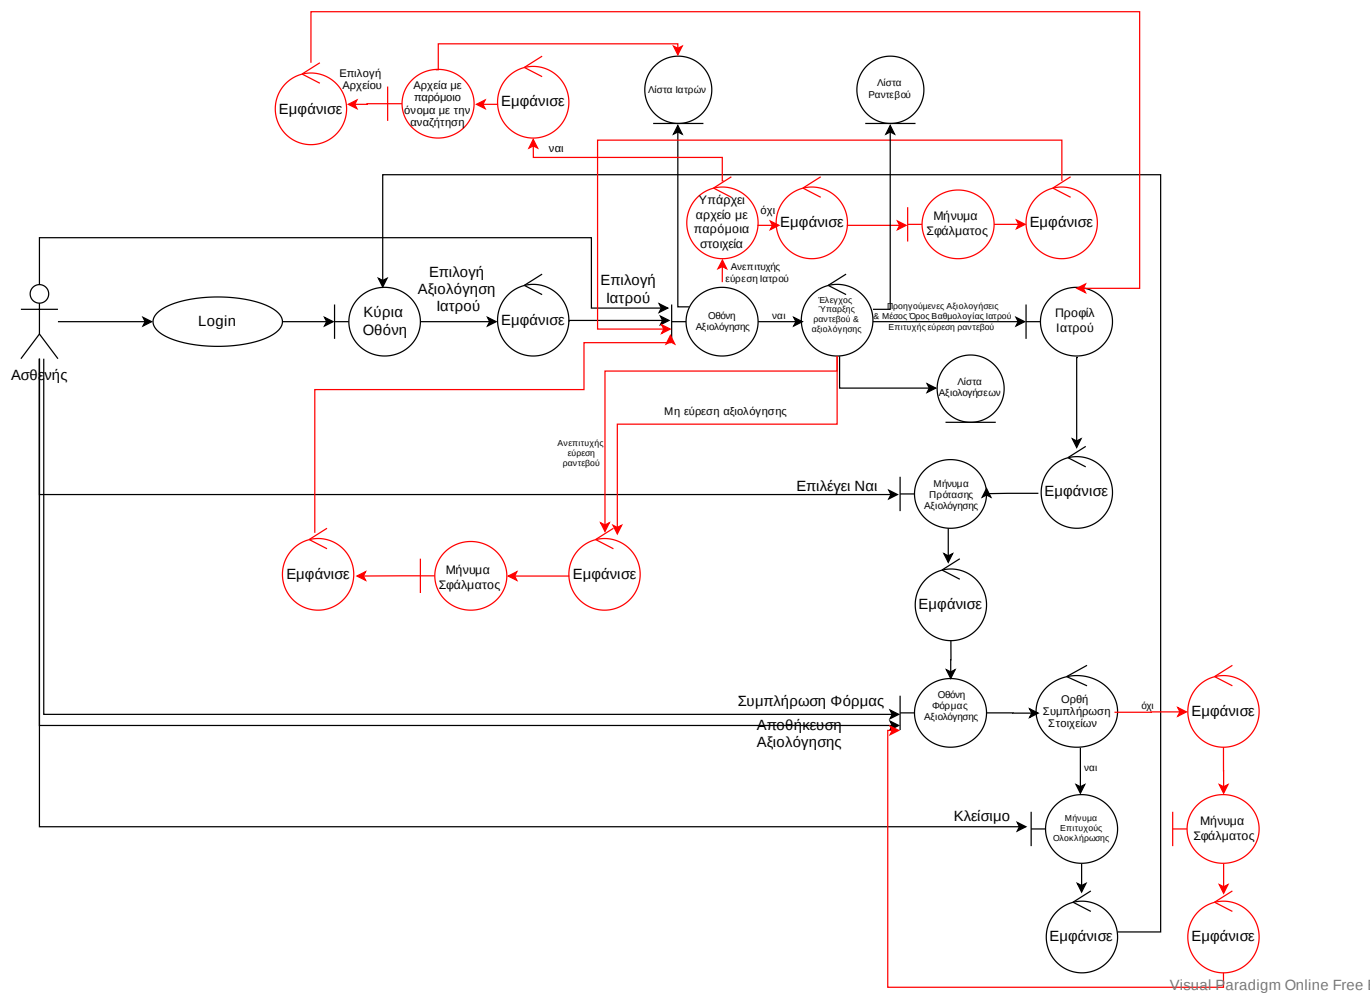 Επιλογή
Αρχείου
Εμφάνισε
Αρχεία με
παρόμοιο
όνομα με την
αναζήτηση
Εμφάνισε
Λίστα Ιατρών
Λίστα
Ραντεβού
ναι
Υπάρχει
αρχείο με
παρόμοια
στοιχεία
όχι
Εμφάνισε
Μήνυμα
Σφάλματος
Εμφάνισε
Ανεπιτυχής
εύρεση Ιατρού
Ασθενής
Login
Κύρια
Οθόνη
Επιλογή
Αξιολόγηση
Ιατρού
Εμφάνισε
Επιλογή
Ιατρού
Οθόνη
Αξιολόγησης
ναι
Έλεγχος
Ύπαρξης
ραντεβού &
αξιολόγησης
Προηγούμενες Αξιολογήσεις
& Μέσος Όρος Βαθμολογίας Ιατρού
Επιτυχής εύρεση ραντεβού
Προφίλ
Ιατρού
Λίστα
Αξιολογήσεων
Μη εύρεση αξιολόγησης
Ανεπιτυχής
εύρεση
ραντεβού
Επιλέγει Ναι
Μήνυμα
Πρότασης
Αξιολόγησης
Εμφάνισε
Εμφάνισε
Μήνυμα
Σφάλματος
Εμφάνισε
Εμφάνισε
Συμπλήρωση Φόρμας
Αποθήκευση
Αξιολόγησης
Οθόνη
Φόρμας
Αξιολόγησης
Ορθή
Συμπλήρωση
Στοιχείων
όχι
Εμφάνισε
ναι
Κλείσιμο
Μήνυμα
Επιτυχούς
Ολοκλήρωσης
Μήνυμα
Σφάλματος
Εμφάνισε
Εμφάνισε
Visual Paradigm Online Free